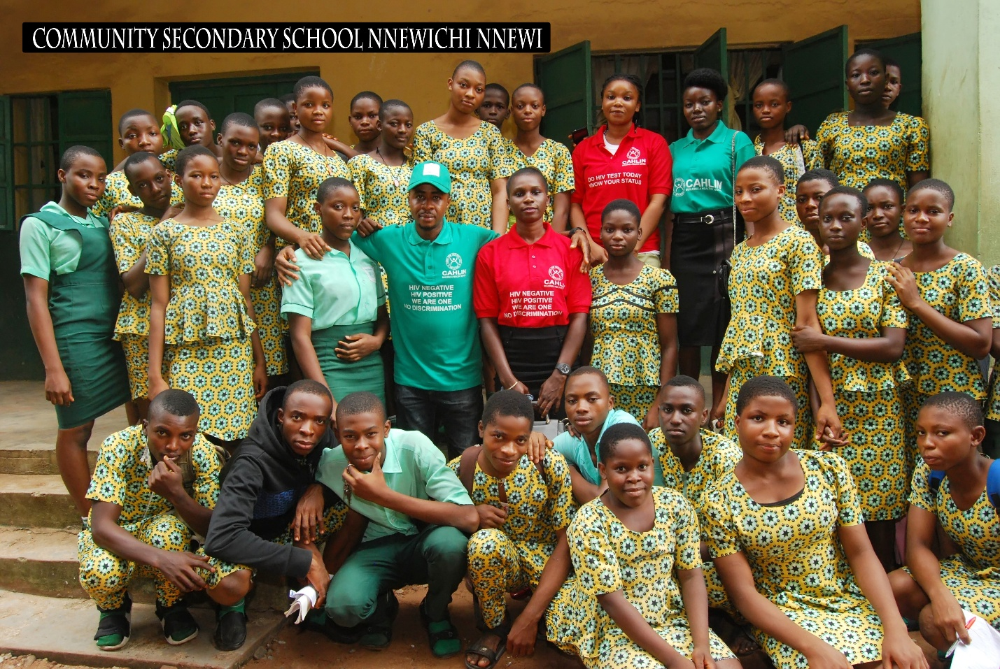 COMMUNITY SECONDARY SCHOOL NNEWICHI NNEWI
CAHLIN
DO HIV TEST TODAY
KNOW YOUR STATUS
CAHLIN
CAHLIN
HIV NEGATIVE
HIV POSITIVE
WE ARE ONE
NO DISCRIMINATION
CAHLIN
HIV NEGATIVE
HIV POSITIVE
WE ARE ONE
NO DISCRIMINATION